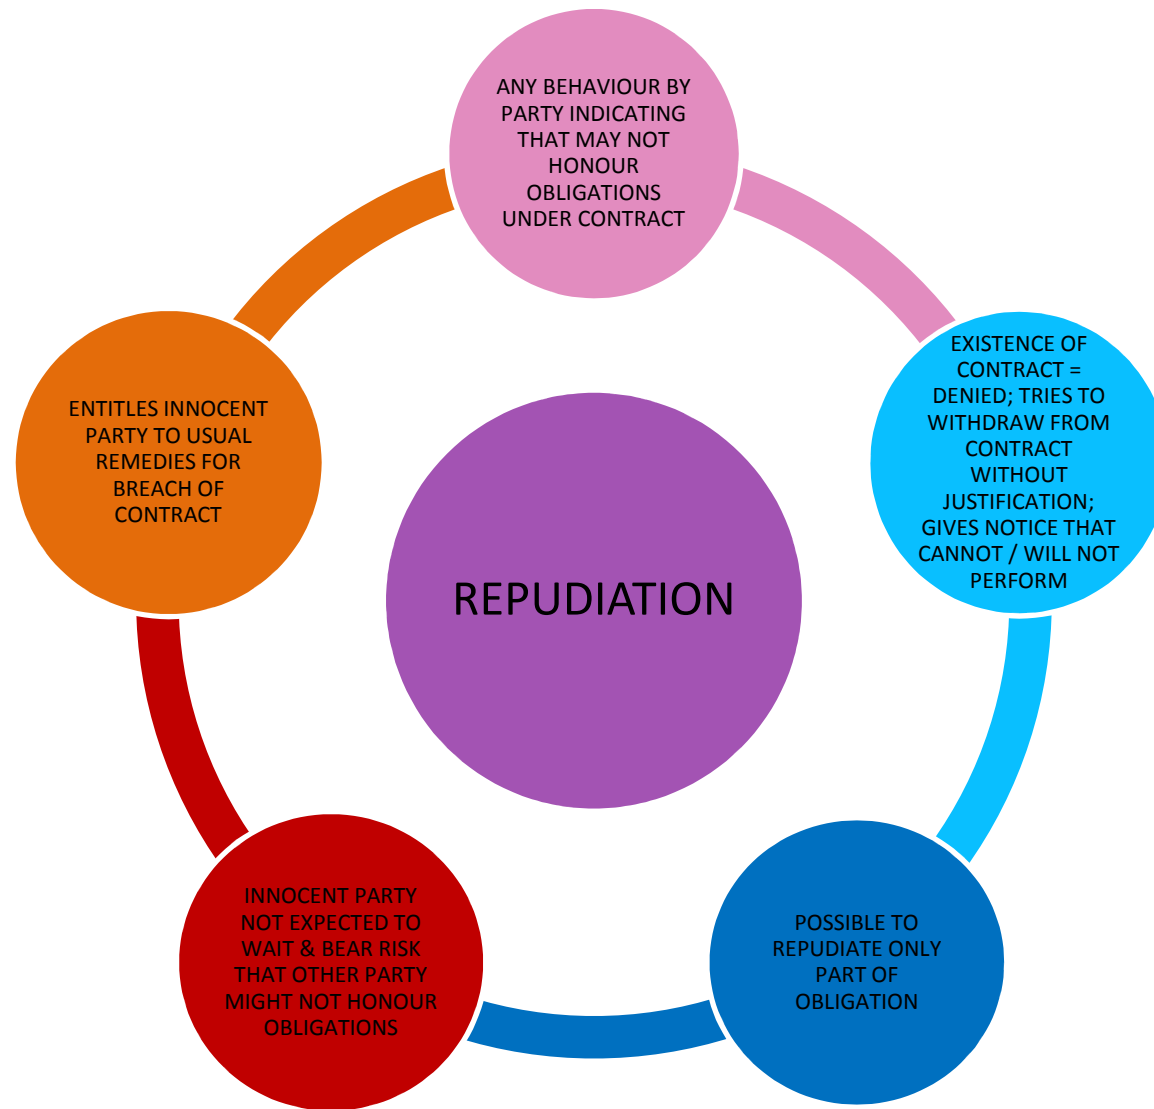 ANY BEHAVIOUR BY
PARTY INDICATING
THAT MAY NOT
HONOUR
OBLIGATIONS
UNDER CONTRACT
EXISTENCE OF
CONTRACT =
DENIED; TRIES TO
WITHDRAW FROM
CONTRACT
WITHOUT
JUSTIFICATION;
GIVES NOTICE THAT
CANNOT / WILL NOT
PERFORM
POSSIBLE TO
REPUDIATE ONLY
PART OF
OBLIGATION
INNOCENT PARTY
NOT EXPECTED TO
WAIT & BEAR RISK
THAT OTHER PARTY
MIGHT NOT HONOUR
OBLIGATIONS
ENTITLES INNOCENT
PARTY TO USUAL
REMEDIES FOR
BREACH OF
CONTRACT
REPUDIATION